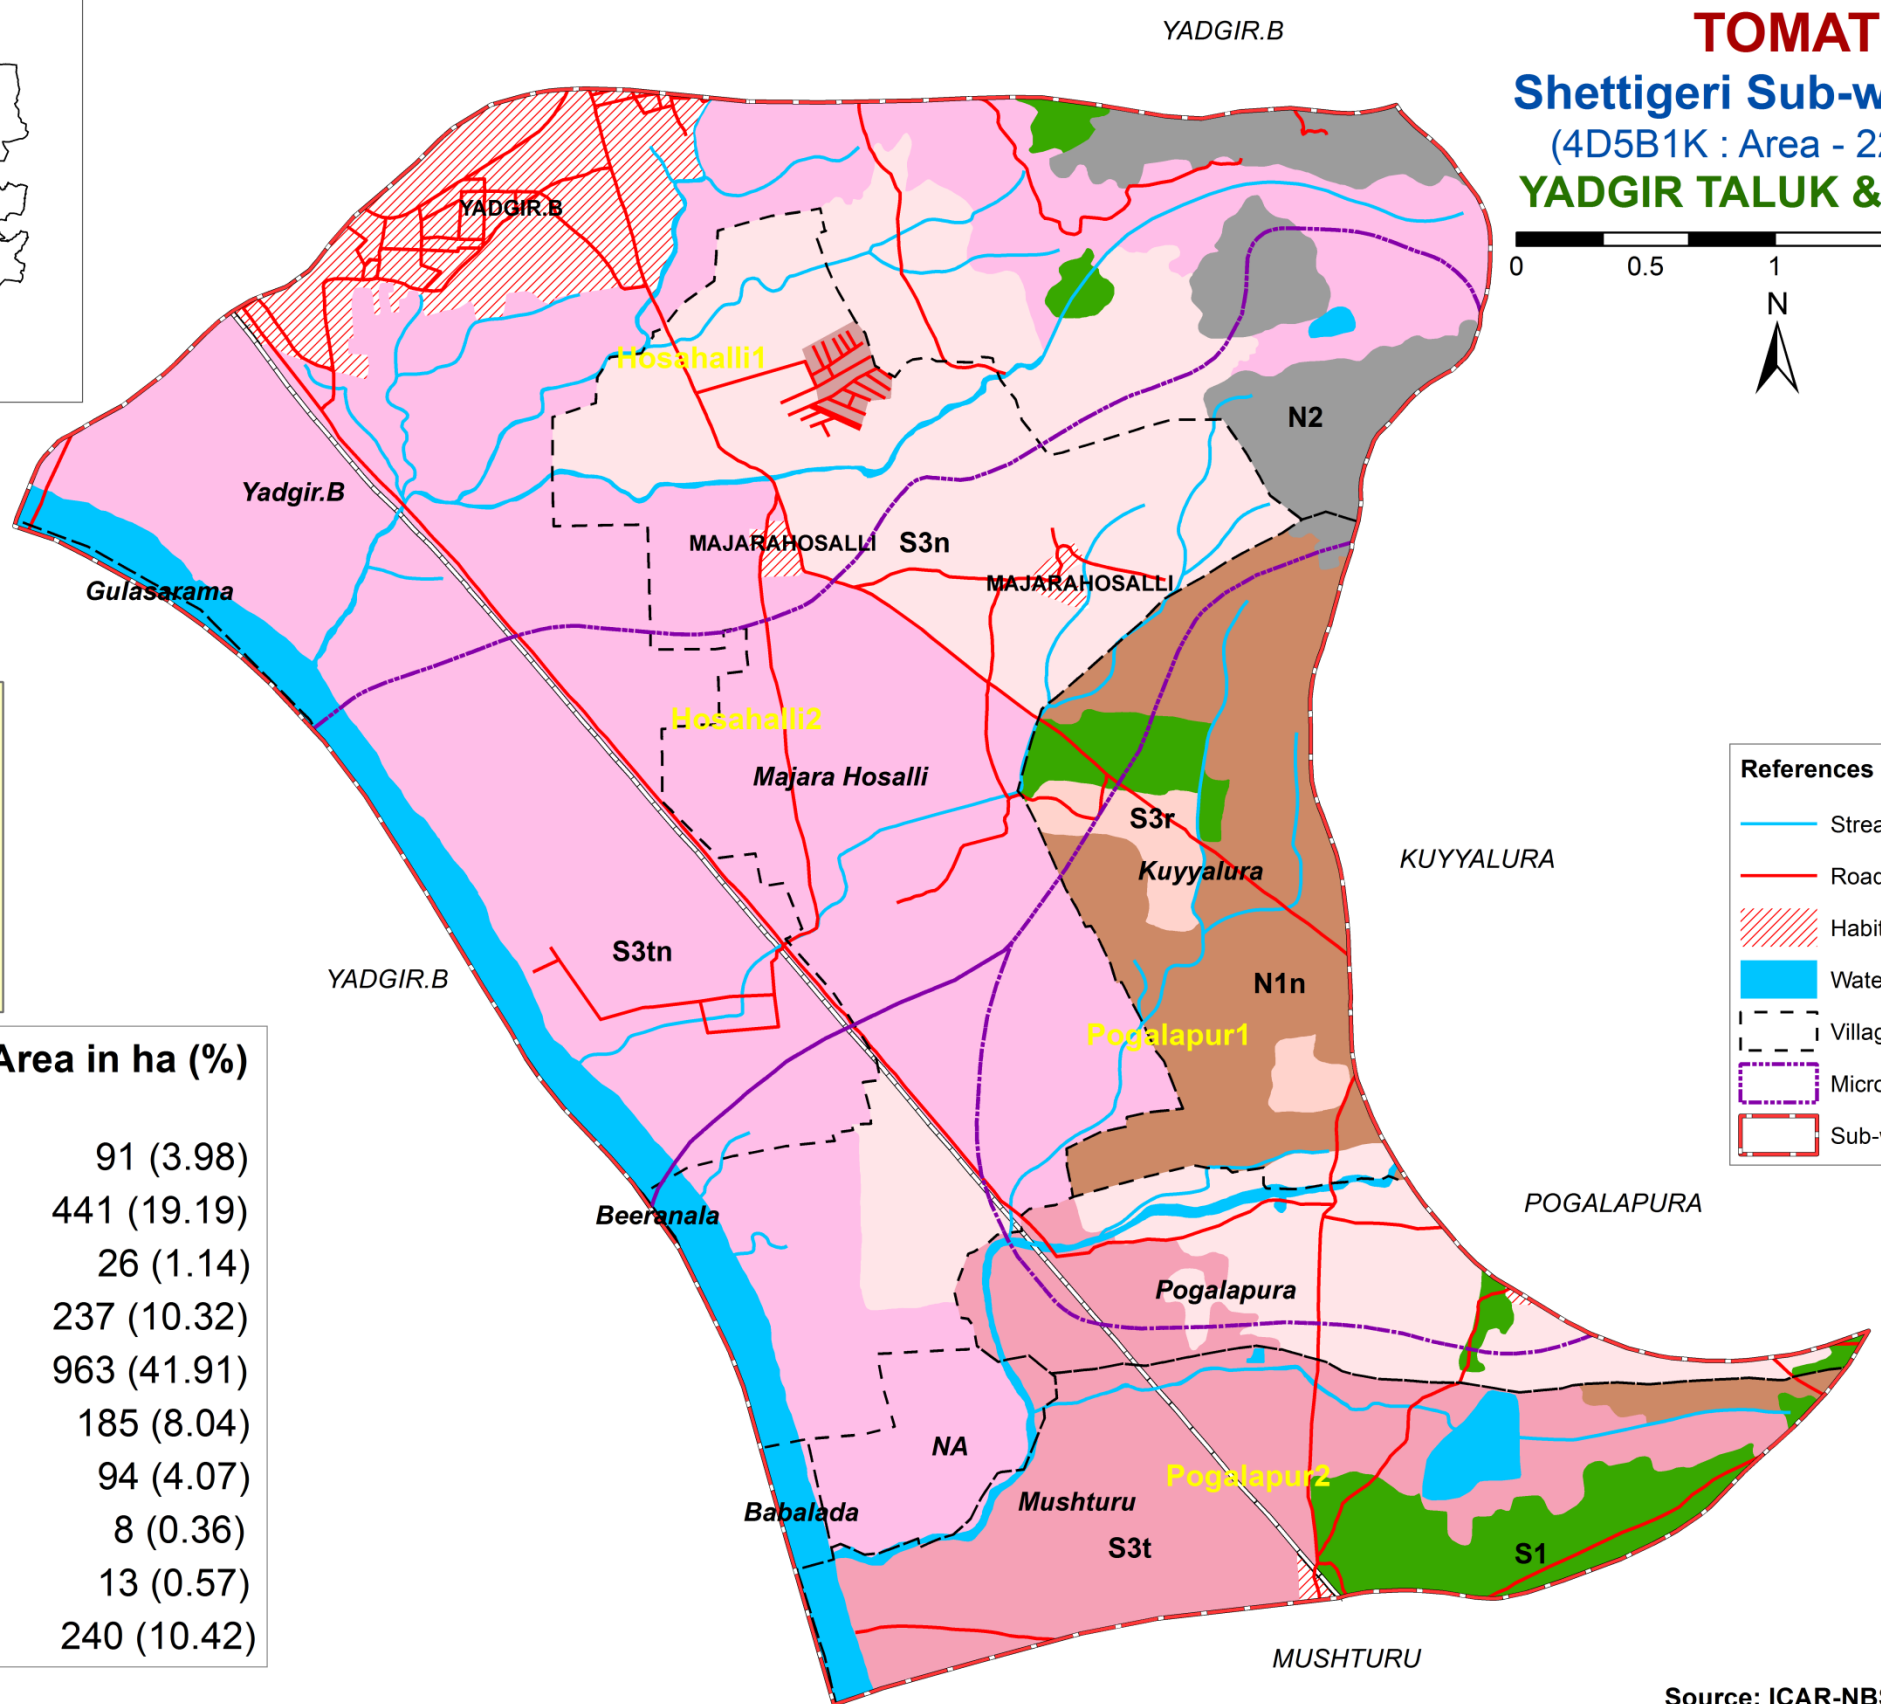 YADGIR.B
TOMAT
Shettigeri Sub-w
(4D5B1K : Area - 22
YADGIR TALUK &
0 0.5 1
N
YADGIR.B
Hosahalli1
N2
Yadgir.B
MAJARAHOSALLI
S3n
MAJARAHOSALLI
Gulasarama
Hosahalli2
Majara Hosalli
S3r
Kuyyalura
KUYYALURA
S3tn
YADGIR.B
N1n
Pogalapur1
References
Strea
Road
Habit
Wate
Villag
Micro
Sub-w
Area in ha (%)
91 (3.98)
441 (19.19)
26 (1.14)
237 (10.32)
963 (41.91)
185 (8.04)
94 (4.07)
8 (0.36)
13 (0.57)
240 (10.42)
Beeranala
POGALAPURA
Pogalapura
NA
Pogalapur2
Babalada
Mushturu
S3t
S1
MUSHTURU
Source: ICAR-NBS